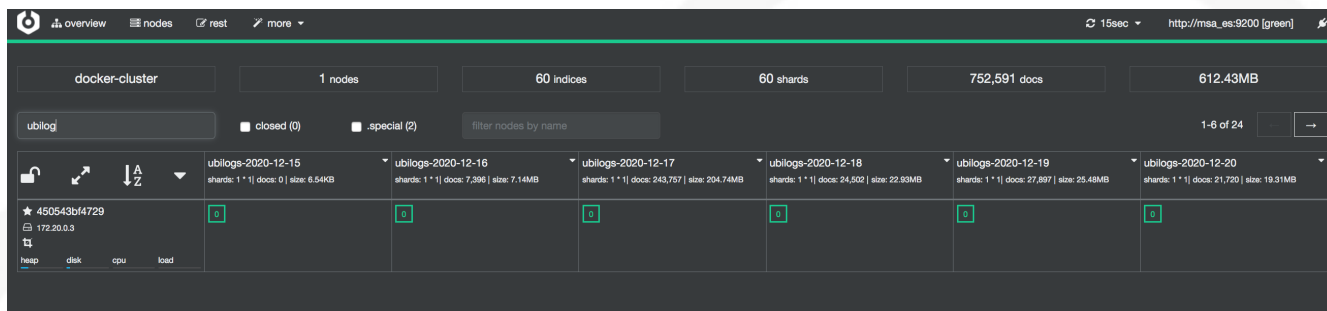 overview nodes rest more 15sec http://msa_es:9200 [green]
docker-cluster 1 nodes 60 indices 60 shards 752,591 docs 612.43MB
ubilog closed (0) .special (2) filter nodes by name 1-6 of 24
ubilogs-2020-12-15 ubilogs-2020-12-16 ubilogs-2020-12-17 ubilogs-2020-12-18 ubilogs-2020-12-19 ubilogs-2020-12-20
shards: 1 * 1| docs: 0 | size: 6.54KB shards: 1 * 1| docs: 7,396 | size: 7.14MB shards: 1 * 1| docs: 243,757 | size: 204.74MB shards: 1 * 1| docs: 24,502 | size: 22.93MB shards: 1 * 1| docs: 27,897 | size: 25.48MB shards: 1 * 1| docs: 21,720 | size: 19.31MB
450543bf4729 0 0 0 0 0 0
172.20.0.3
heap disk cpu load